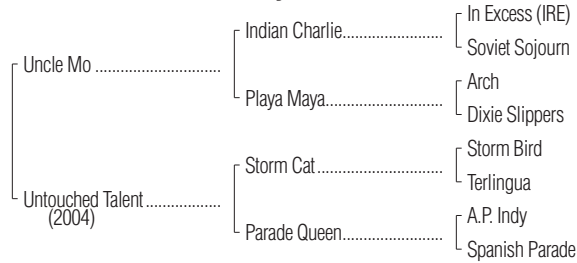 In Excess (IRE)
Indian Charlie.....................
Soviet Sojourn
Uncle Mo ............................
Arch
Playa Maya.........................
Dixie Slippers
Storm Bird
Storm Cat...........................
Terlingua
Untouched Talent ................
(2004)
A.P. Indy
Parade Queen.....................
Spanish Parade